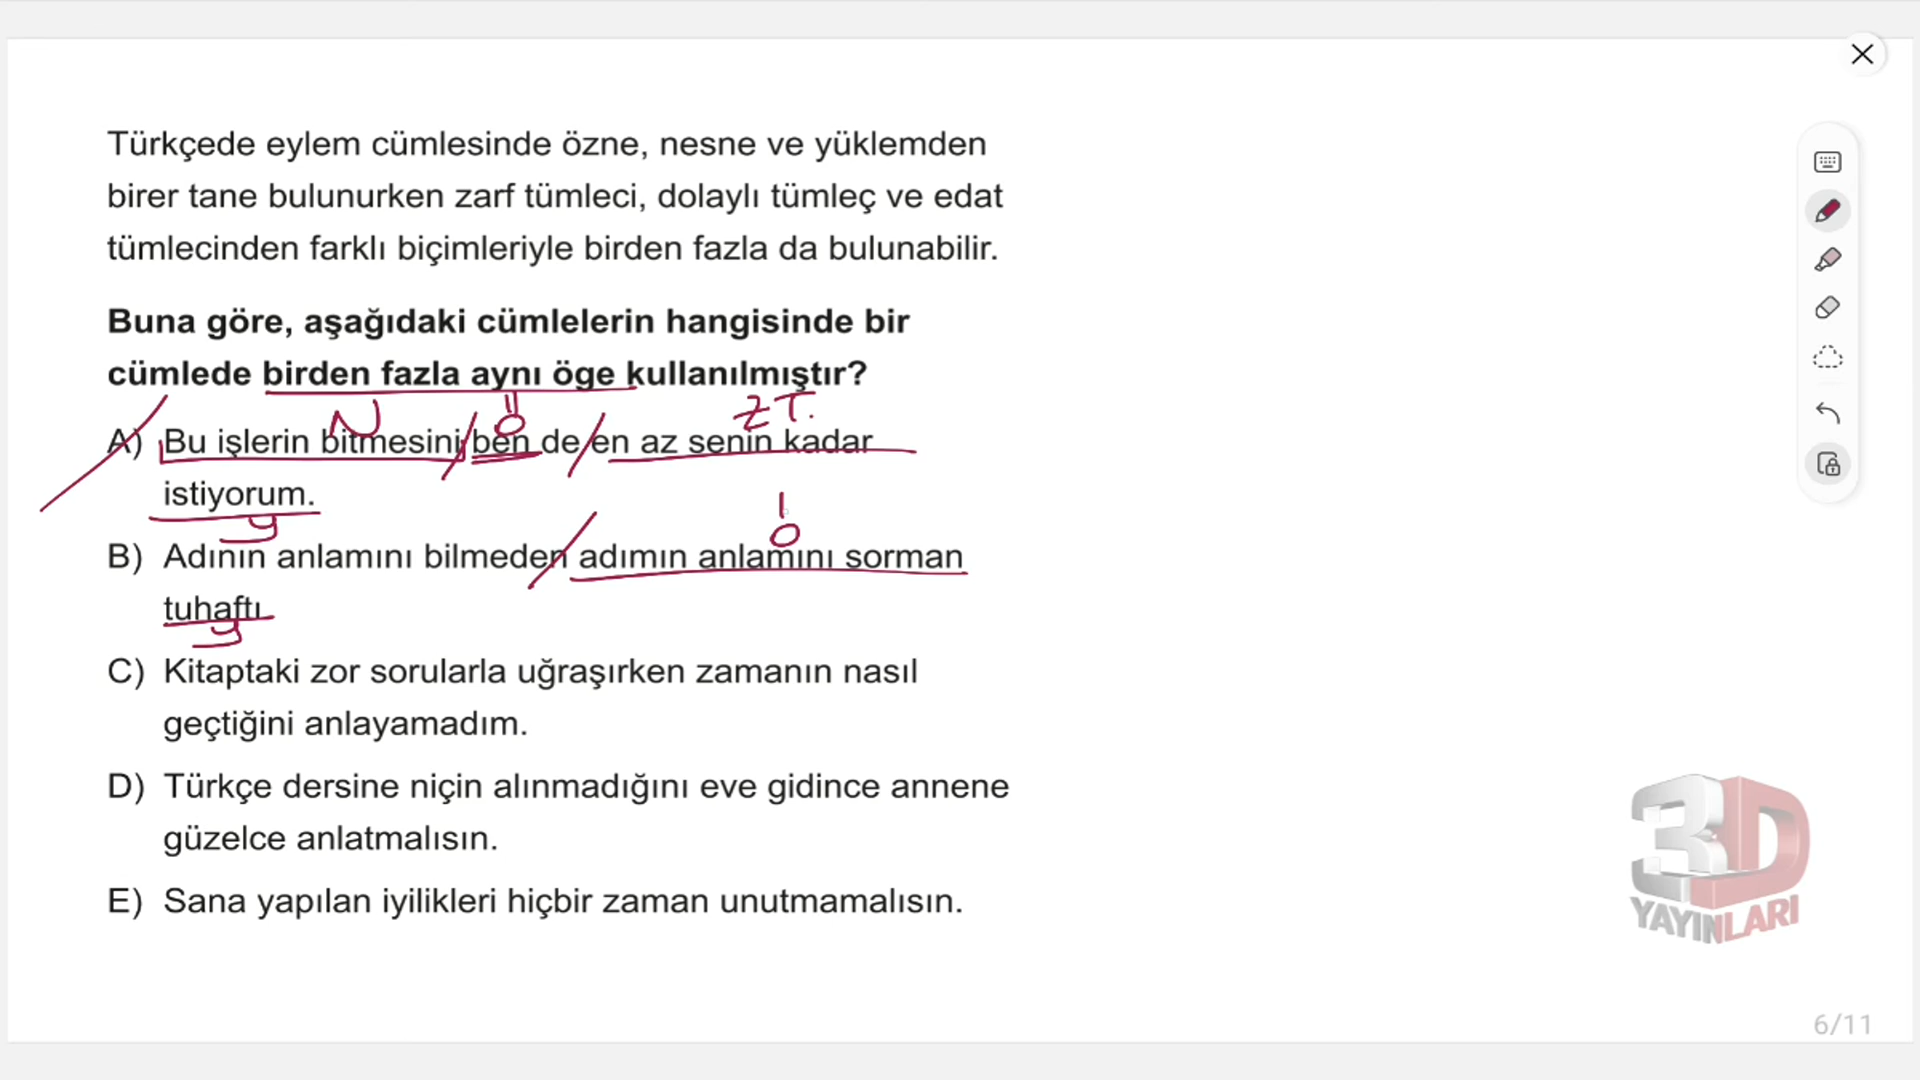 Türkçede eylem cümlesinde özne, nesne ve yüklemden
birer tane bulunurken zarf tümleci, dolaylı tümleç ve edat
tümlecinden farklı biçimleriyle birden fazla da bulunabilir.
Buna göre, aşağıdaki cümlelerin hangisinde bir
cümlede birden fazla aynı öge kullanılmıştır?
N Ö ZT.
A) Bu işlerin bitmesini ben de en az senin kadar
istiyorum.
y
Ö
B) Adının anlamını bilmeden adımın anlamını sorman
tuhaftı
y
C) Kitaptaki zor sorularla uğraşırken zamanın nasıl
geçtiğini anlayamadım.
D) Türkçe dersine niçin alınmadığını eve gidince annene
güzelce anlatmalısın.
E) Sana yapılan iyilikleri hiçbir zaman unutmamalısın.
3D
YAYINLARI
6/11